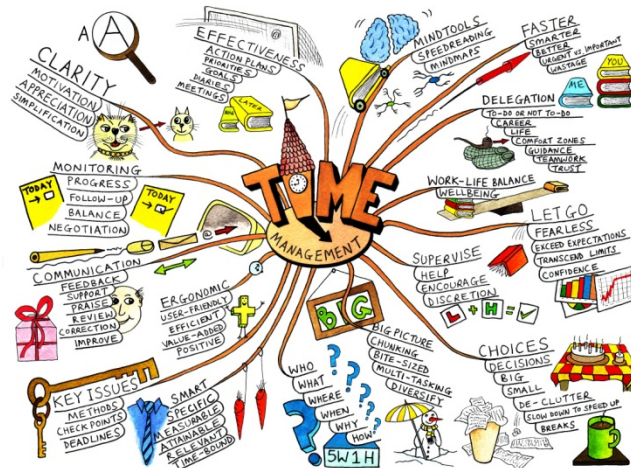 A A
CLARITY
MOTIVATION
APPRECIATION
SIMPLIFICATION
EFFECTIVENESS
ACTION PLANS
PRIORITIES
GOALS
DIARIES
MEETINGS
NOW
LATER
MINDTOOLS
SPEEDREADING
MINDMAPS
FASTER
SMARTER
BETTER
URGENT VS. IMPORTANT
WASTAGE
YOU
ME
DELEGATION
TO-DO OR NOT TO-DO
CAREER
LIFE
COMFORT ZONES
GUIDANCE
TEAMWORK
TRUST
MONITORING
PROGRESS
FOLLOW-UP
BALANCE
NEGOTIATION
TODAY
TODAY
TIME
MANAGEMENT
WORK-LIFE BALANCE
WELLBEING
LET GO
FEARLESS
EXCEED EXPECTATIONS
TRANSCEND LIMITS
CONFIDENCE
@
COMMUNICATION
FEEDBACK
SUPPORT
PRAISE
REVIEW
CORRECTION
IMPROVE
ERGONOMIC
USER-FRIENDLY
EFFICIENT
VALUE-ADDED
POSITIVE
SUPERVISE
HELP
ENCOURAGE
DISCRETION
L + H = ✓
BIG
BIG PICTURE
CHUNKING
BITE-SIZED
MULTI-TASKING
DIVERSIFY
CHOICES
DECISIONS
BIG
SMALL
DE-CLUTTER
SLOW DOWN TO SPEED UP
BREAKS
KEY ISSUES
METHODS
CHECK POINTS
DEADLINES
SMART
SPECIFIC
MEASURABLE
ATTAINABLE
RELEVANT
TIME-BOUND
WHO
WHAT
WHERE
WHEN
WHY
HOW
? ? ? ? ? ?
5W1H